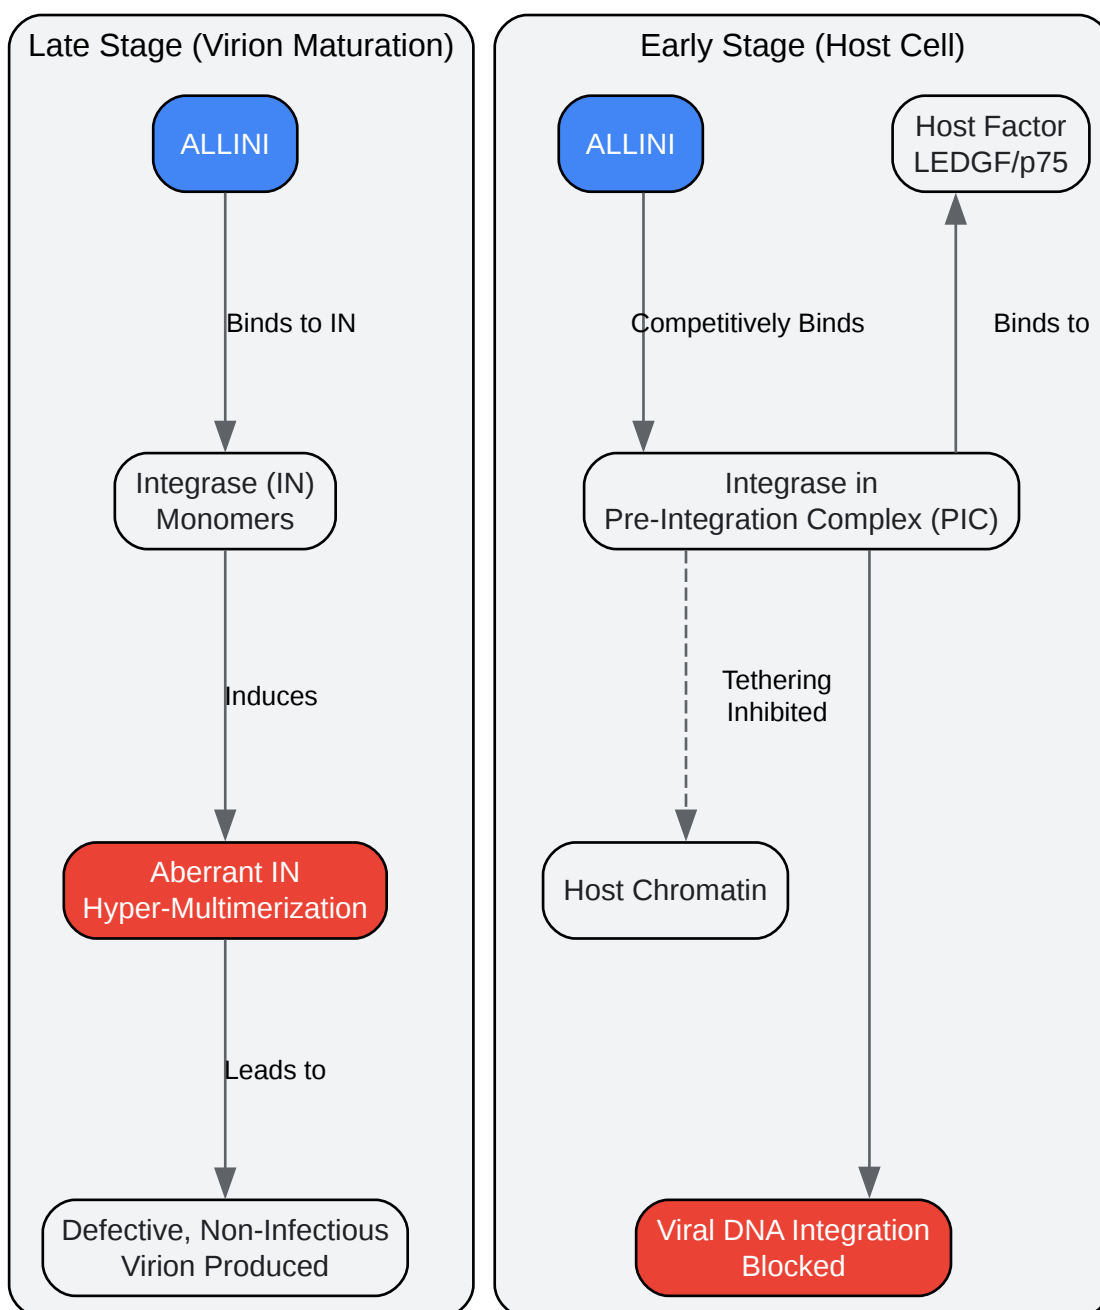 Late Stage (Virion Maturation)
ALLINI
Binds to IN
Integrase (IN)
Monomers
Induces
Aberrant IN
Hyper-Multimerization
Leads to
Defective, Non-Infectious
Virion Produced
Early Stage (Host Cell)
ALLINI
Host Factor
LEDGF/p75
Competitively Binds
Binds to
Integrase in
Pre-Integration Complex (PIC)
Tethering
Inhibited
Host Chromatin
Viral DNA Integration
Blocked